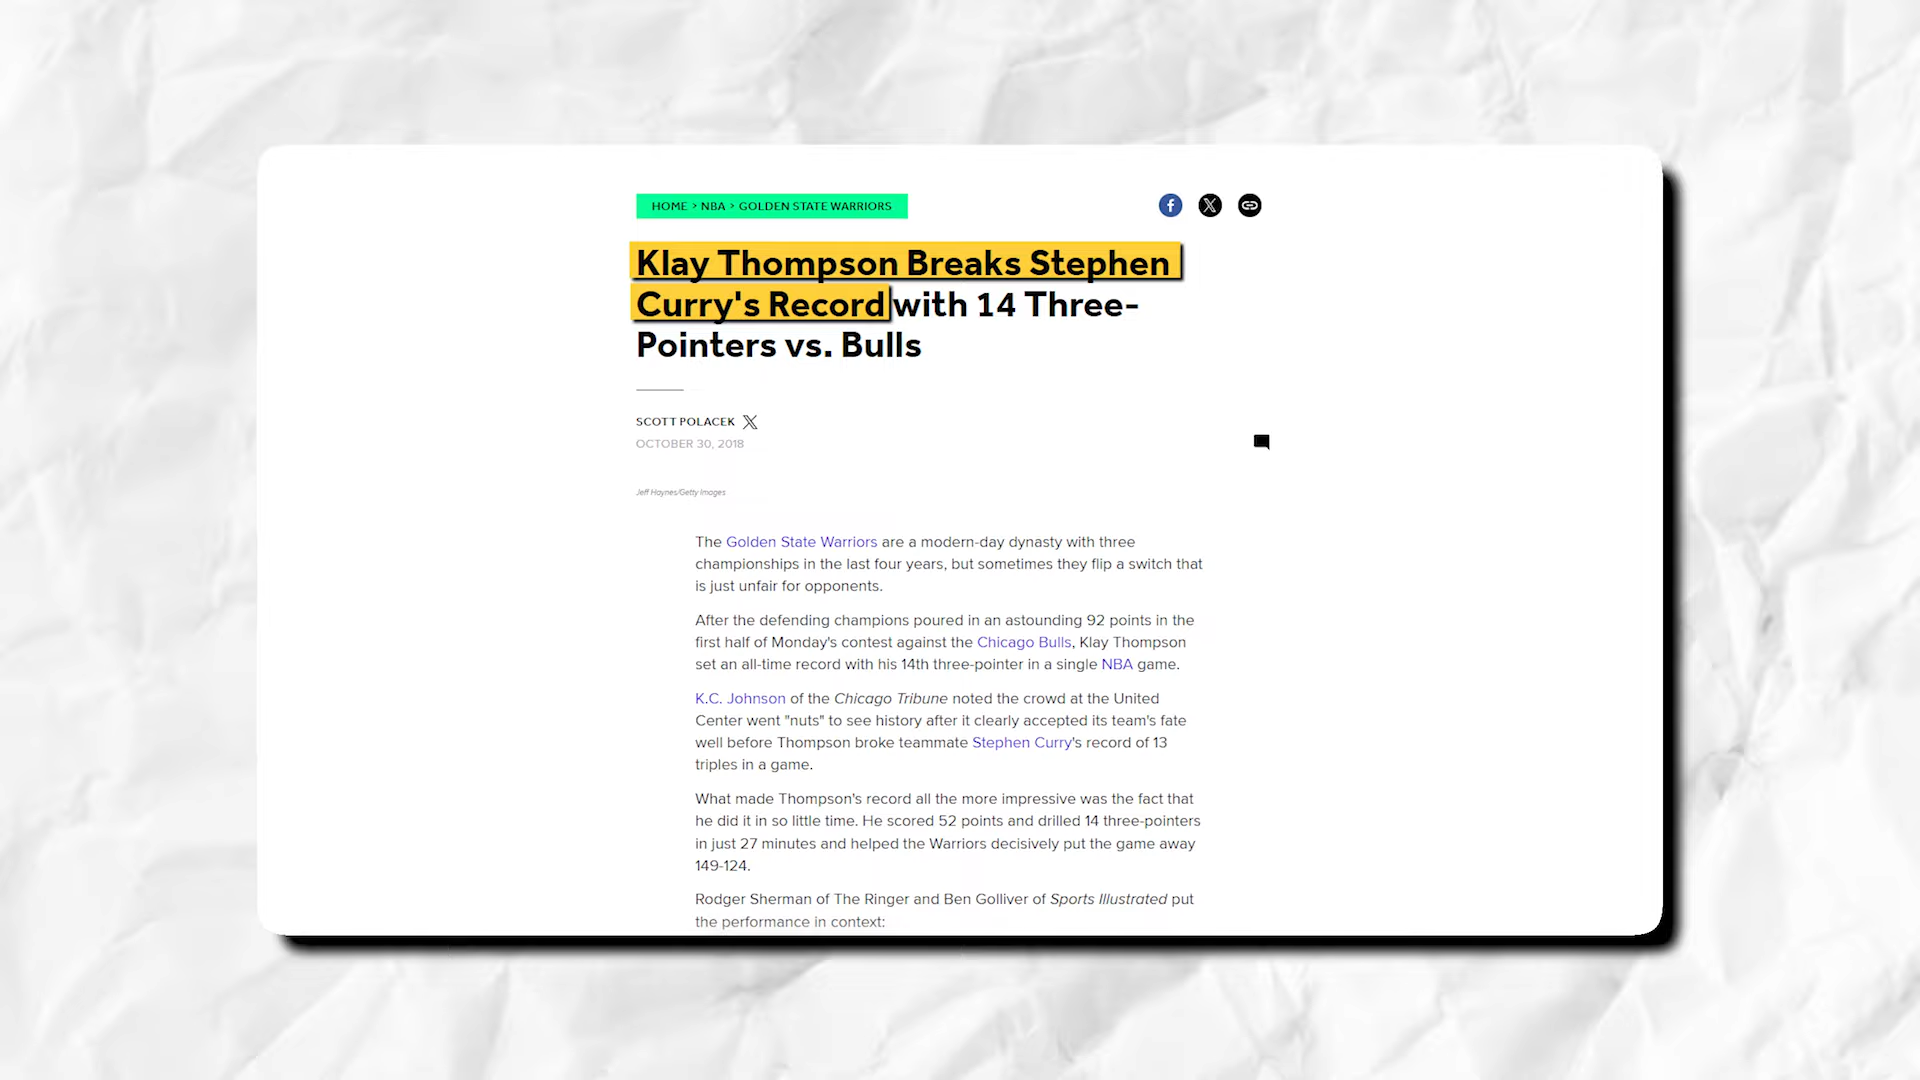 HOME > NBA > GOLDEN STATE WARRIORS
Klay Thompson Breaks Stephen
Curry's Record with 14 Three-
Pointers vs. Bulls
SCOTT POLACEK
OCTOBER 30, 2018
Jeff Haynes/Getty Images
The Golden State Warriors are a modern-day dynasty with three
championships in the last four years, but sometimes they flip a switch that
is just unfair for opponents.
After the defending champions poured in an astounding 92 points in the
first half of Monday's contest against the Chicago Bulls, Klay Thompson
set an all-time record with his 14th three-pointer in a single NBA game.
K.C. Johnson of the Chicago Tribune noted the crowd at the United
Center went "nuts" to see history after it clearly accepted its team's fate
well before Thompson broke teammate Stephen Curry's record of 13
triples in a game.
What made Thompson's record all the more impressive was the fact that
he did it in so little time. He scored 52 points and drilled 14 three-pointers
in just 27 minutes and helped the Warriors decisively put the game away
149-124.
Rodger Sherman of The Ringer and Ben Golliver of Sports Illustrated put
the performance in context: